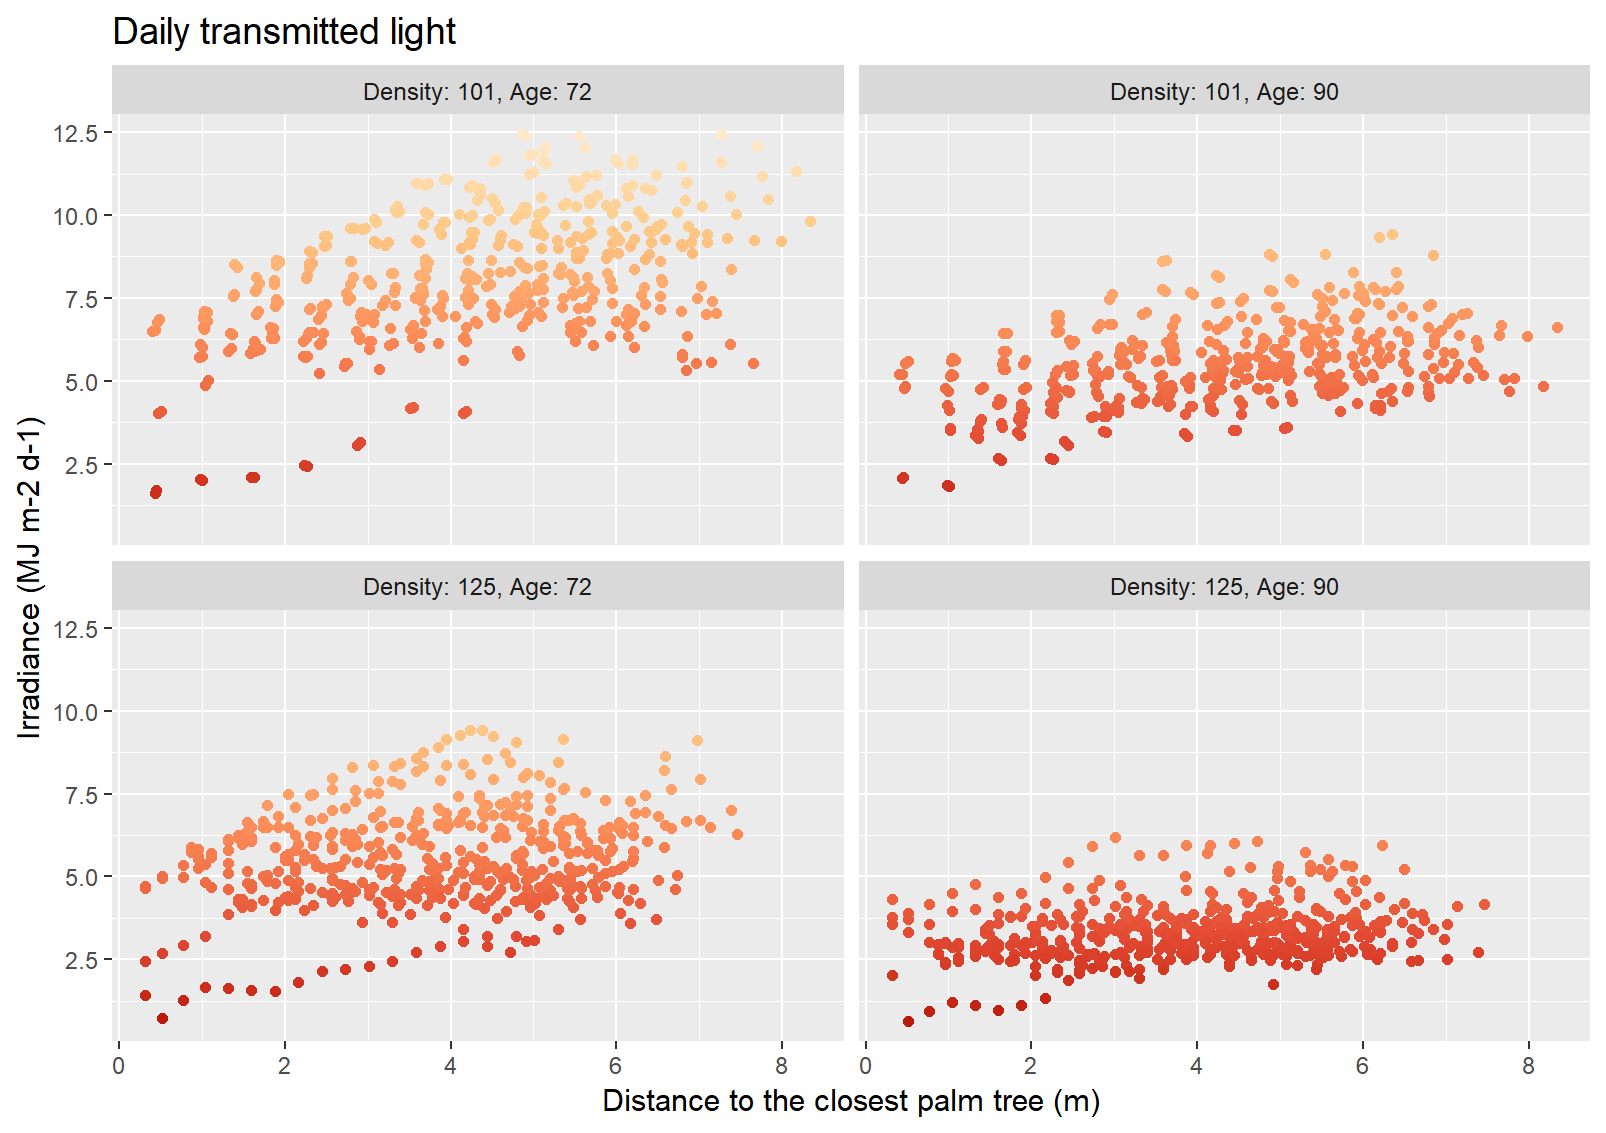 Daily transmitted light
Density: 101, Age: 72
Density: 101, Age: 90
12.5
10.0
7.5
5.0
2.5
Density: 125, Age: 72
Density: 125, Age: 90
12.5
10.0
7.5
5.0
2.5
Irradiance (MJ m-2 d-1)
0 2 4 6 8
0 2 4 6 8
Distance to the closest palm tree (m)